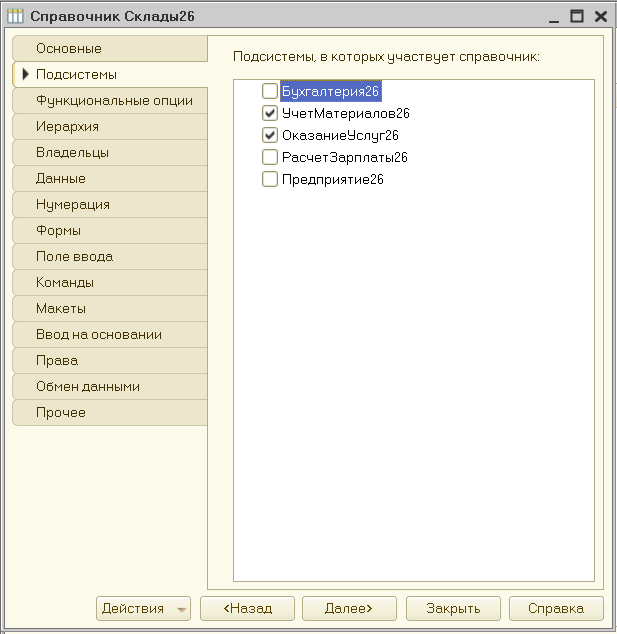 Справочник Склады26
Основные
Подсистемы
Функциональные опции
Иерархия
Владельцы
Данные
Нумерация
Формы
Поле ввода
Команды
Макеты
Ввод на основании
Права
Обмен данными
Прочее
Подсистемы, в которых участвует справочник:
Бухгалтерия26
УчетМатериалов26
ОказаниеУслуг26
РасчетЗарплаты26
Предприятие26
Действия
<Назад
Далее>
Закрыть
Справка